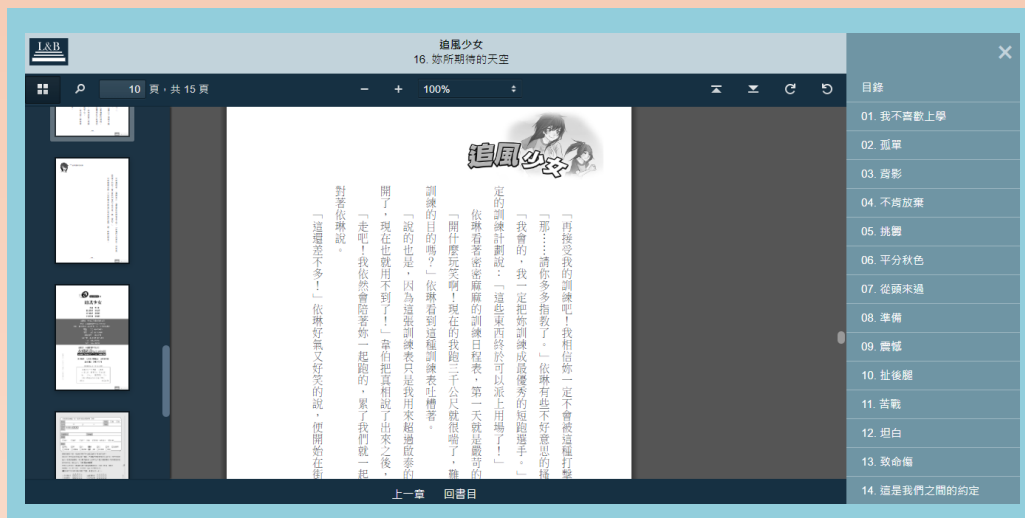 L&B
追風少女
16. 妳所期待的天空
10 頁，共 15 頁
100%
追風少女
「再接受我的訓練吧！我相信妳一定不會被這種打擊
「那……請你多多指教了。」依琳有些不好意思的搔
「我會的，我一定把妳訓練成最優秀的短跑選手。」
定的訓練計劃說：「這些東西終於可以派上用場了！」
依琳看著密密麻麻的訓練日程表，第一天就是嚴苛的
「開什麼玩笑啊！現在的我跑三千公尺就很喘了，難
訓練的目的嗎？」依琳看到這種訓練表吐槽著。
「說的也是，因為這張訓練表只是我用來超過啟泰的
開了，現在也就用不到了！」韋伯把真相說了出來之後，
「走吧！我依然會陪著妳一起跑的，累了我們就一起
對著依琳說。
「這還差不多！」依琳好氣又好笑的說，便開始在街
上一章
回書目
目錄
01. 我不喜歡上學
02. 孤單
03. 背影
04. 不肯放棄
05. 挑釁
06. 平分秋色
07. 從頭來過
08. 準備
09. 震憾
10. 扯後腿
11. 苦戰
12. 坦白
13. 致命傷
14. 這是我們之間的約定